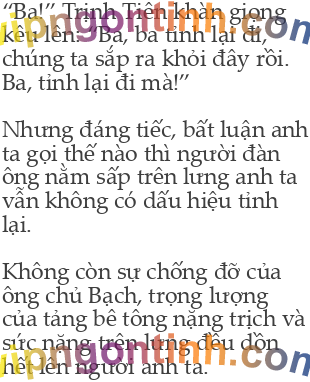 “Ba!” Trịnh Tiên khàn giọng
kêu lên: “Ba, ba tỉnh lại đi,
chúng ta sắp ra khỏi đây rồi.
Ba, tỉnh lại đi mà!”
Nhưng đáng tiếc, bất luận anh
ta gọi thế nào thì người đàn
ông nằm sấp trên lưng anh ta
vẫn không có dấu hiệu tỉnh
lại.
Không còn sự chống đỡ của
ông chủ Bạch, trọng lượng
của tảng bê tông nặng trịch và
sức nặng trên lưng đều dồn
hết lên người anh ta.
vipngontinh.com
vipngontinh.com